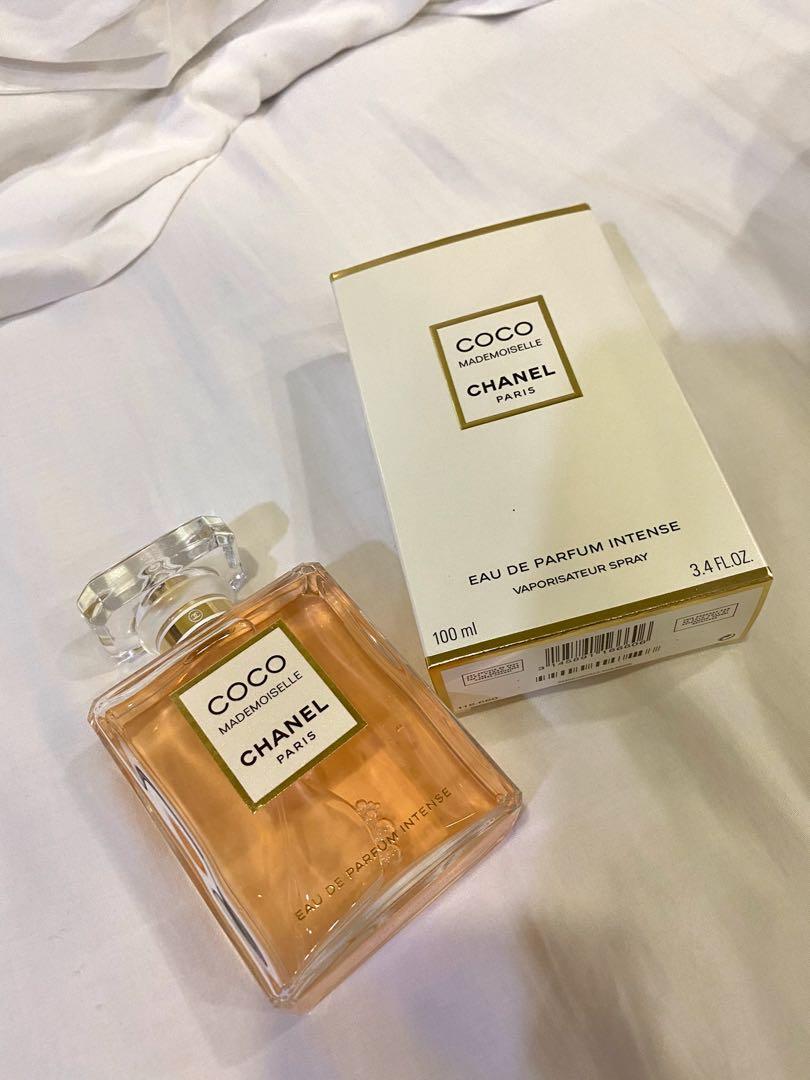 COCO
MADEMOISELLE
CHANEL
PARIS
EAU DE PARFUM INTENSE
VAPORISATEUR SPRAY
100 ml
3.4 FL.OZ.
COCO
MADEMOISELLE
CHANEL
PARIS
EAU DE PARFUM INTENSE